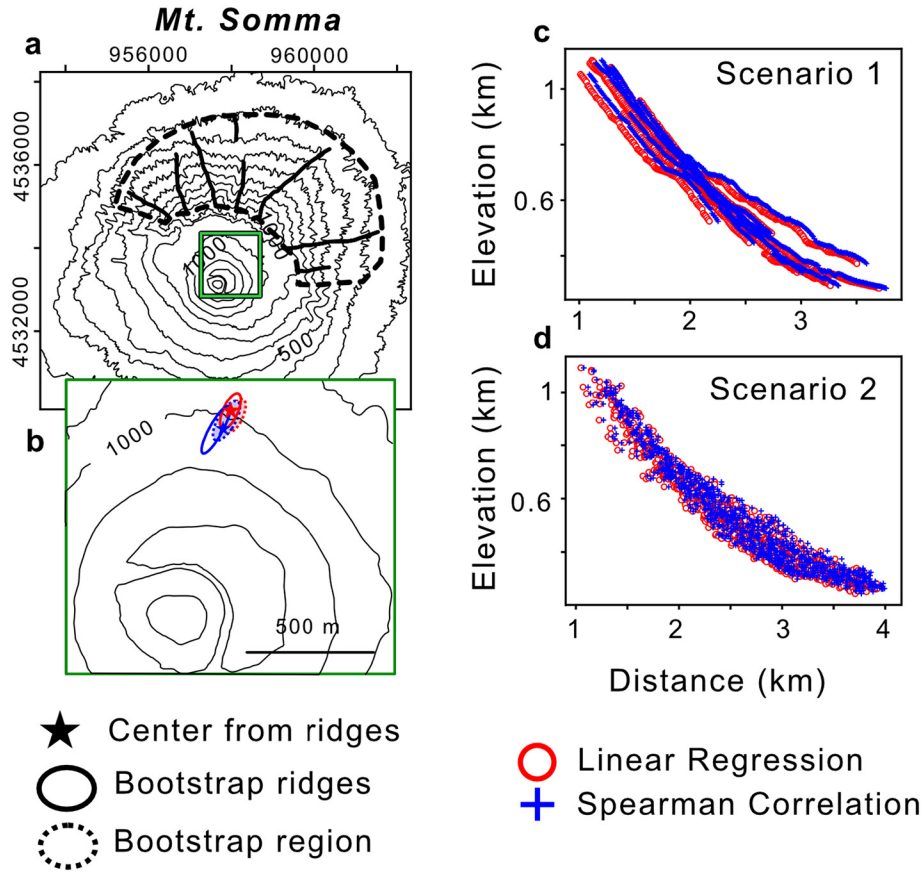 Mt. Somma
a
956000
960000
4536000
4532000
1000
500
b
1000
500 m
c
Scenario 1
Elevation (km)
1
0.6
1
2
3
d
Scenario 2
Elevation (km)
1
0.6
1
2
3
4
Distance (km)
Center from ridges
Bootstrap ridges
Bootstrap region
Linear Regression
Spearman Correlation